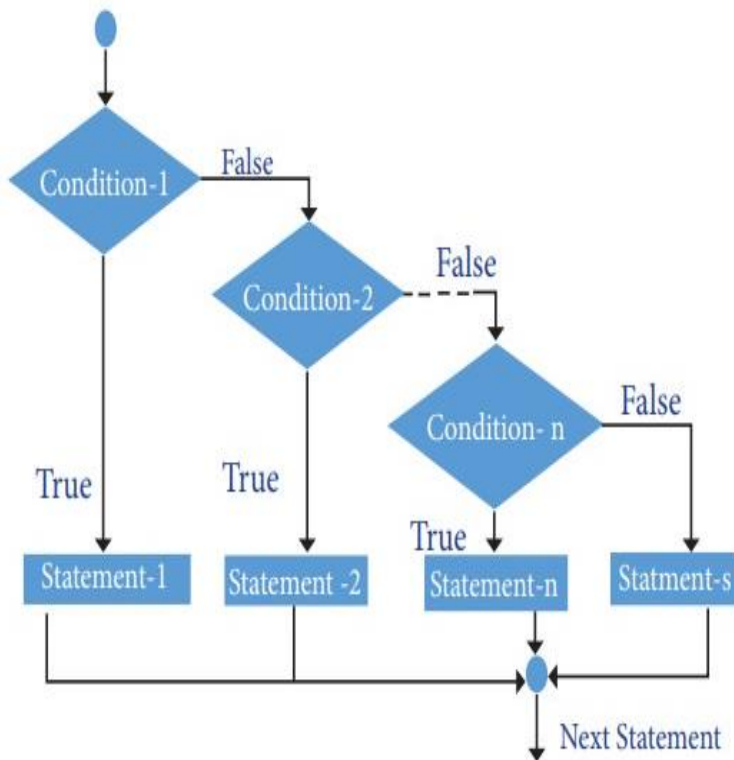 Condition-1
False
Condition-2
False
Condition- n
False
True
True
True
Statement-1
Statement -2
Statement-n
Statment-s
Next Statement